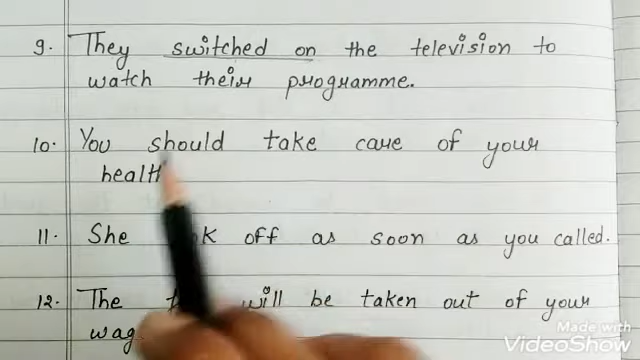 9. They switched on the television to
watch their programme.
10. You should take care of your
health
11. She off as soon as you called.
12. The will be taken out of your
wag
Made with
VideoShow